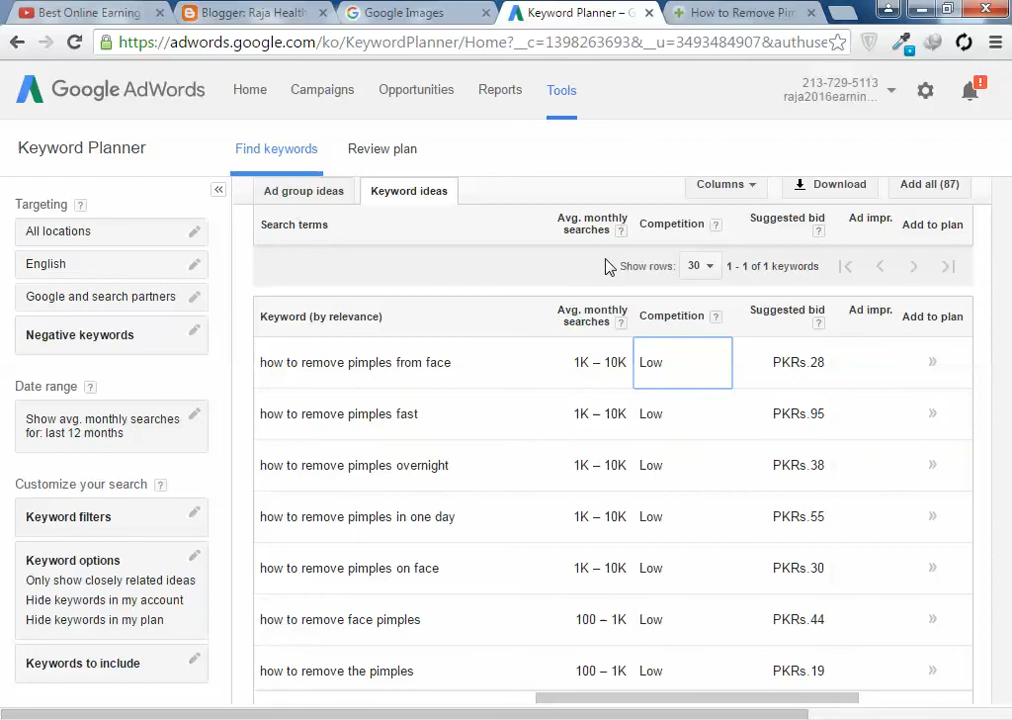 Best Online Earning
Blogger: Raja Health
Google Images
Keyword Planner – G
How to Remove Pim
https://adwords.google.com/ko/KeywordPlanner/Home?__c=1398263693&__u=3493484907&authuse
Google AdWords
Home
Campaigns
Opportunities
Reports
Tools
213-729-5113
raja2016earnin...
!
Keyword Planner
Find keywords
Review plan
«
Targeting ?
All locations
English
Google and search partners
Negative keywords
Date range ?
Show avg. monthly searches
for: last 12 months
Customize your search ?
Keyword filters
Keyword options
Only show closely related ideas
Hide keywords in my account
Hide keywords in my plan
Keywords to include
Ad group ideas
Keyword ideas
Columns
Download
Add all (87)
Search terms
Avg. monthly
searches ?
Competition ?
Suggested bid
?
Ad impr.
Add to plan
Show rows: 30 1 - 1 of 1 keywords
Keyword (by relevance)
Avg. monthly
searches ?
Competition ?
Suggested bid
?
Ad impr.
Add to plan
how to remove pimples from face 1K – 10K Low PKRs.28 »
how to remove pimples fast 1K – 10K Low PKRs.95 »
how to remove pimples overnight 1K – 10K Low PKRs.38 »
how to remove pimples in one day 1K – 10K Low PKRs.55 »
how to remove pimples on face 1K – 10K Low PKRs.30 »
how to remove face pimples 100 – 1K Low PKRs.44 »
how to remove the pimples 100 – 1K Low PKRs.19 »